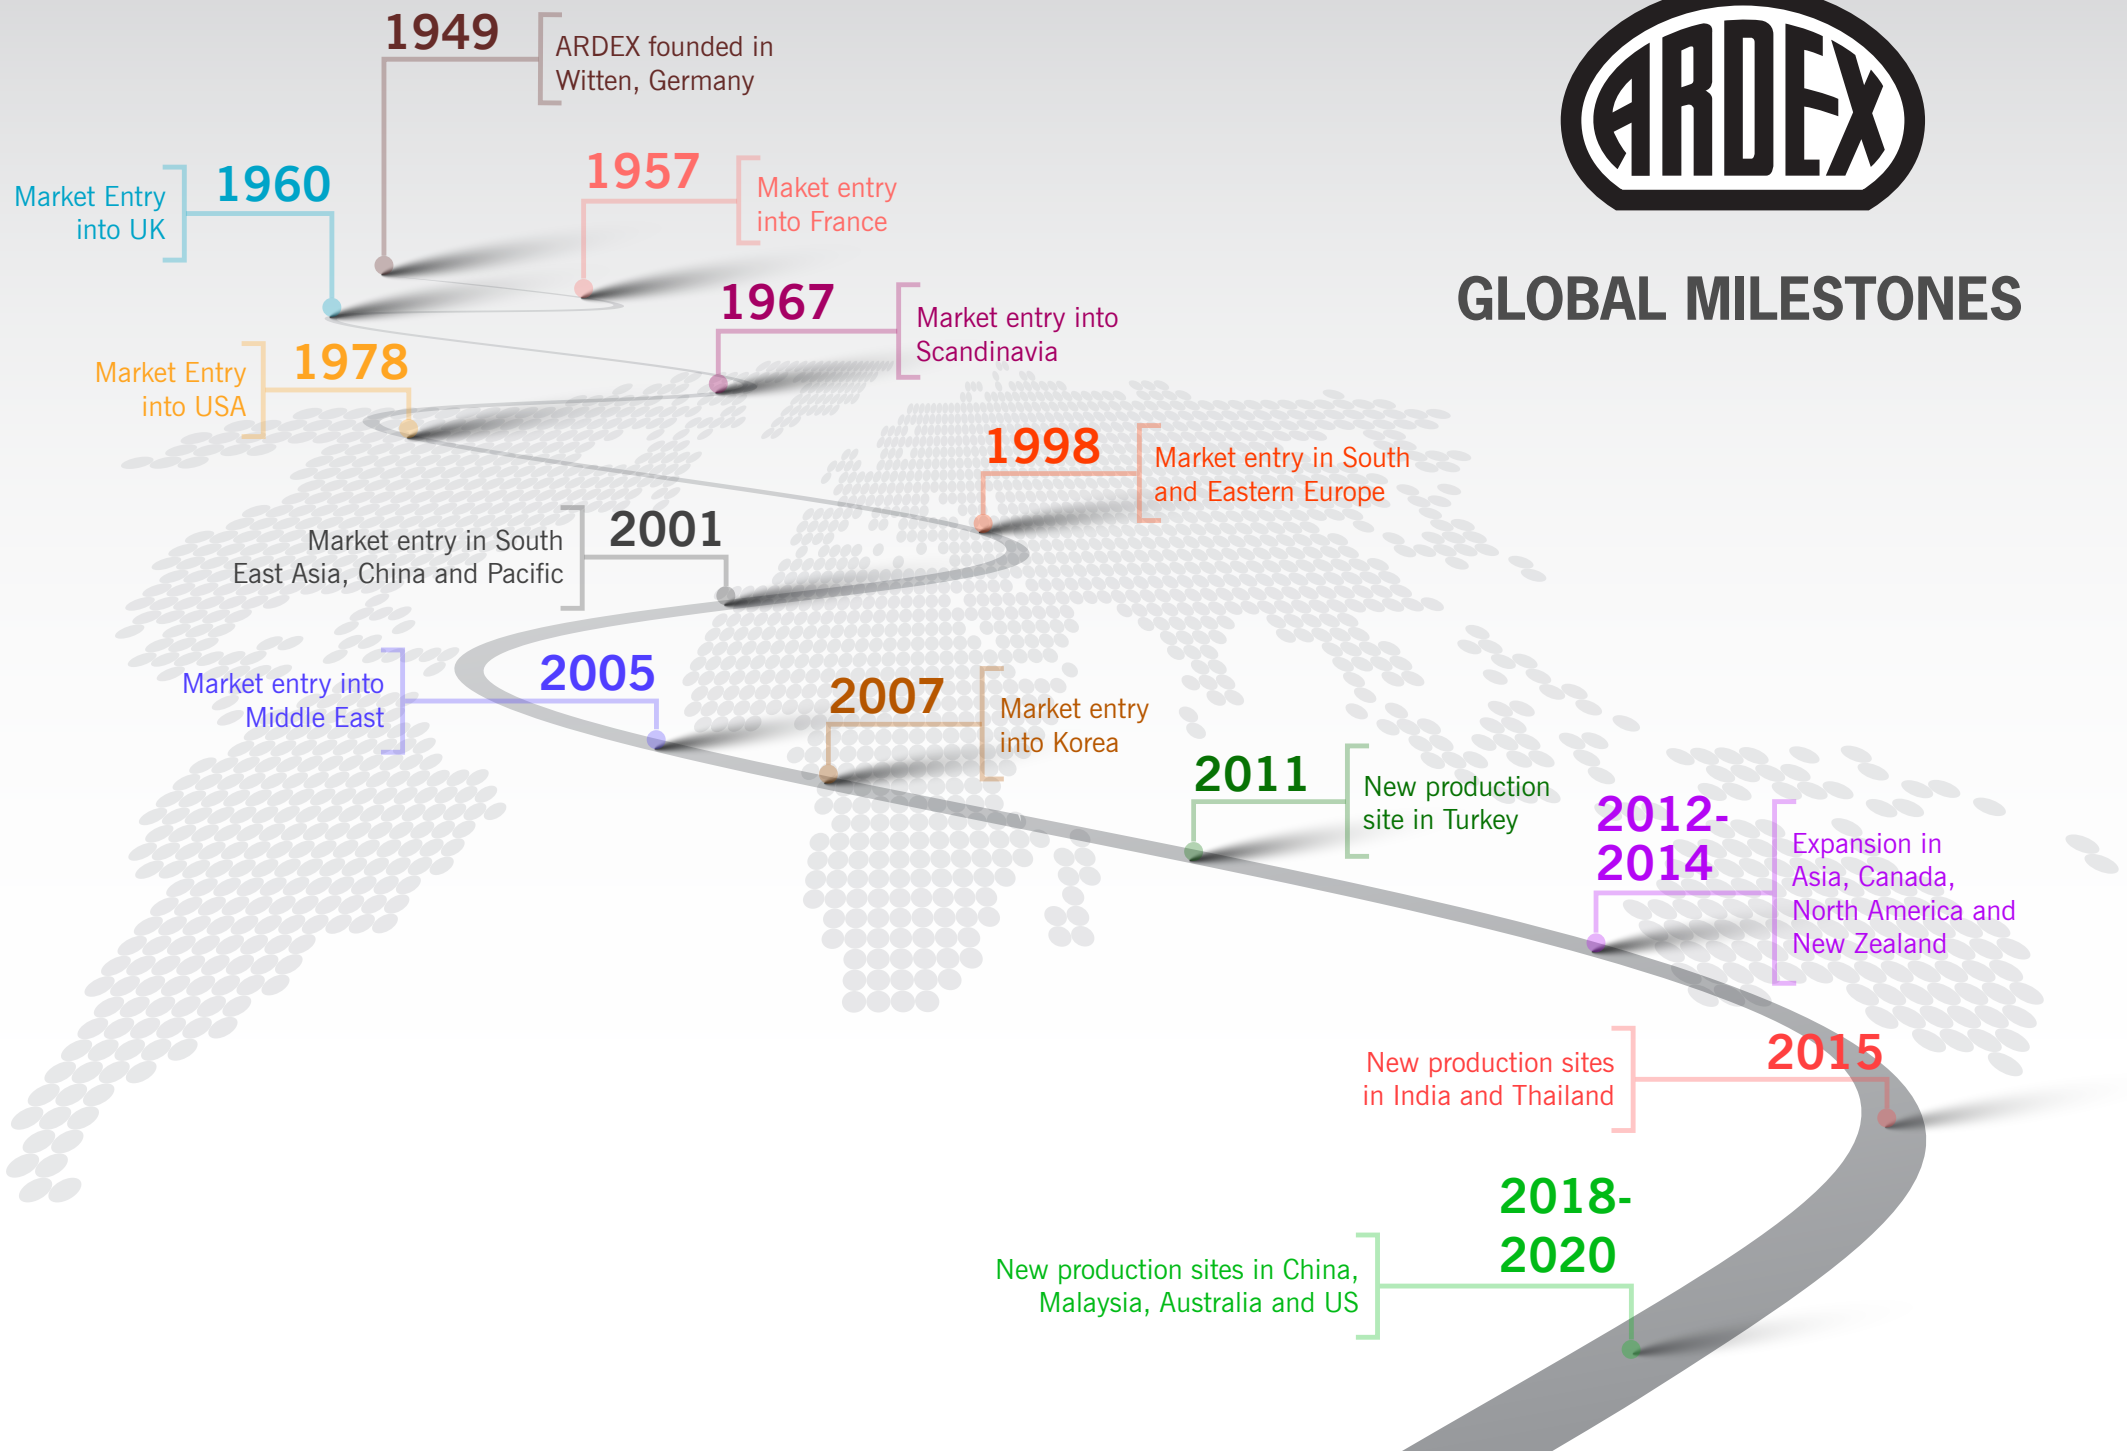 ARDEX
GLOBAL MILESTONES
1949
ARDEX founded in
Witten, Germany
1957
Maket entry
into France
1960
Market Entry
into UK
1967
Market entry into
Scandinavia
1978
Market Entry
into USA
1998
Market entry in South
and Eastern Europe
2001
Market entry in South
East Asia, China and Pacific
2005
Market entry into
Middle East
2007
Market entry
into Korea
2011
New production
site in Turkey
2012-
2014
Expansion in
Asia, Canada,
North America and
New Zealand
2015
New production sites
in India and Thailand
2018-
2020
New production sites in China,
Malaysia, Australia and US